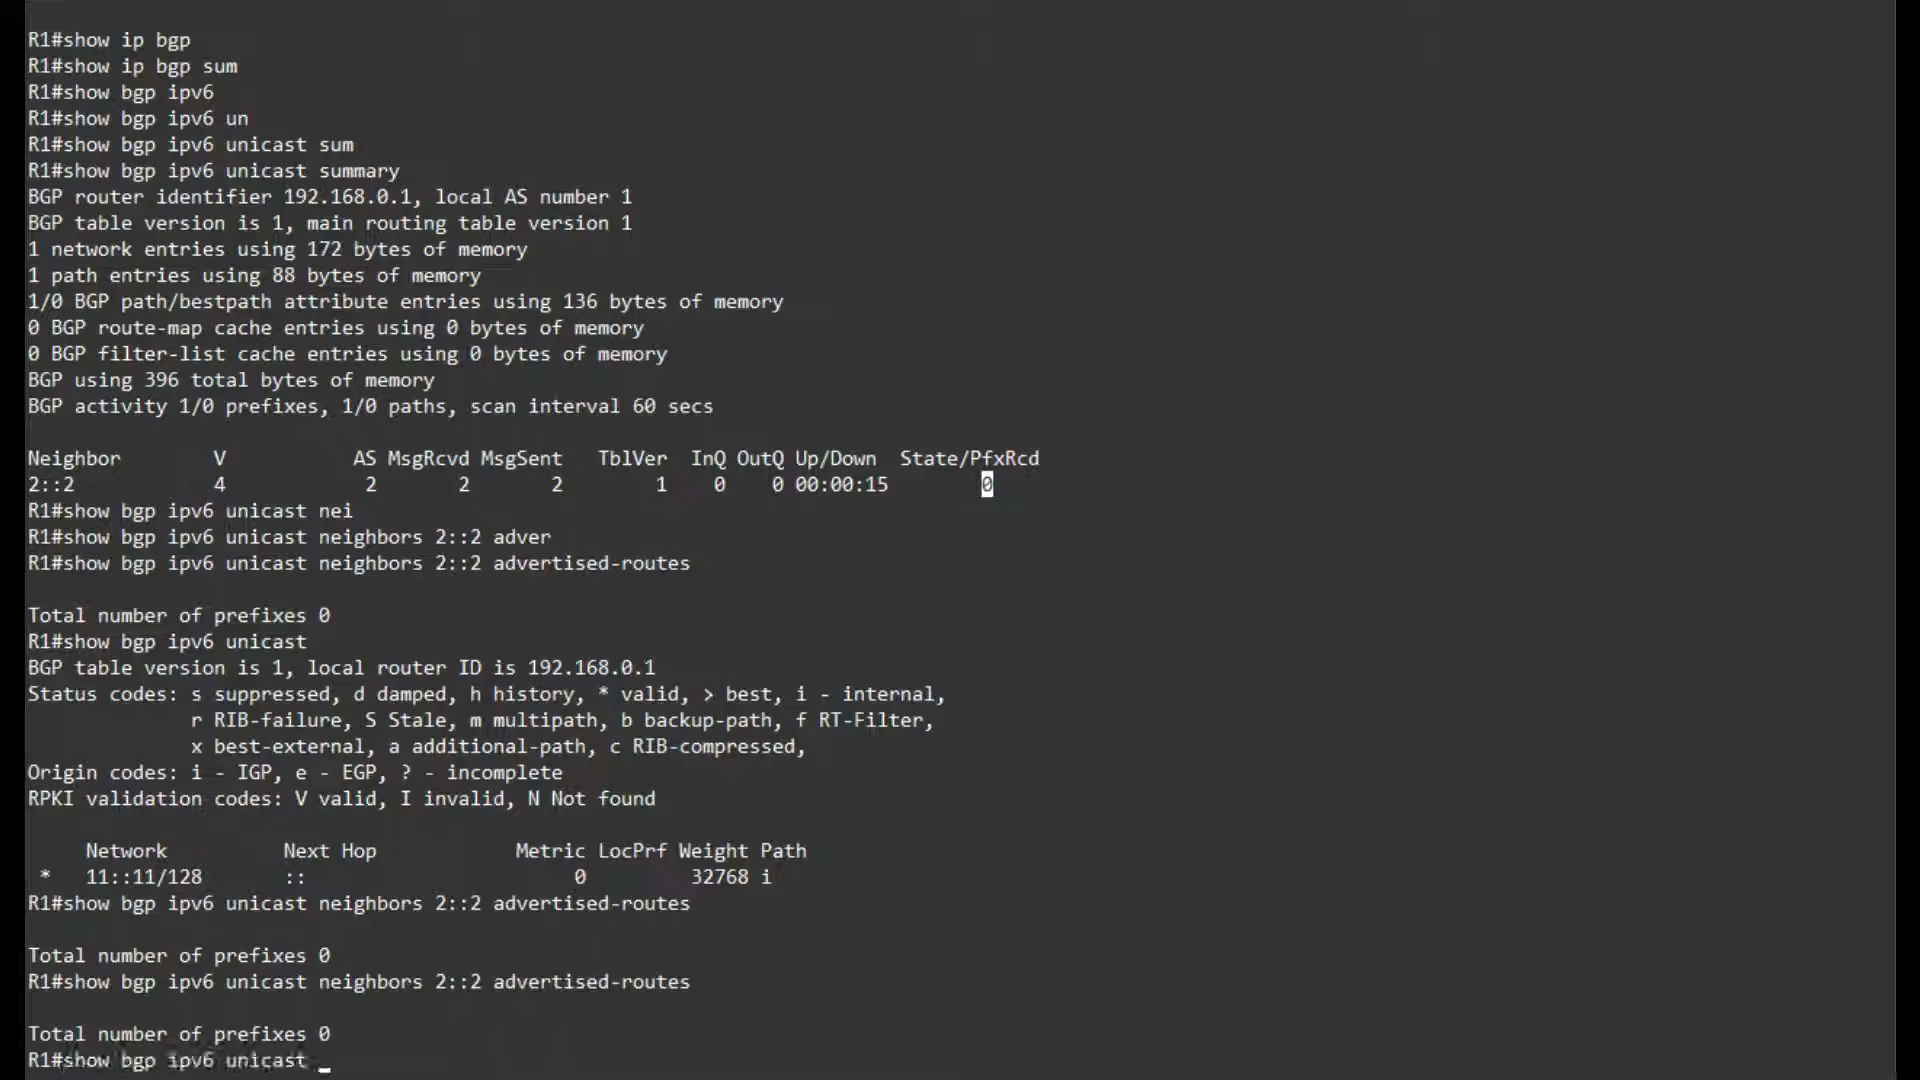 R1#show ip bgp
R1#show ip bgp sum
R1#show bgp ipv6
R1#show bgp ipv6 un
R1#show bgp ipv6 unicast sum
R1#show bgp ipv6 unicast summary
BGP router identifier 192.168.0.1, local AS number 1
BGP table version is 1, main routing table version 1
1 network entries using 172 bytes of memory
1 path entries using 88 bytes of memory
1/0 BGP path/bestpath attribute entries using 136 bytes of memory
0 BGP route-map cache entries using 0 bytes of memory
0 BGP filter-list cache entries using 0 bytes of memory
BGP using 396 total bytes of memory
BGP activity 1/0 prefixes, 1/0 paths, scan interval 60 secs
Neighbor        V           AS MsgRcvd MsgSent   TblVer  InQ OutQ Up/Down  State/PfxRcd
2::2            4            2       2       2        1    0    0 00:00:15        0
R1#show bgp ipv6 unicast nei
R1#show bgp ipv6 unicast neighbors 2::2 adver
R1#show bgp ipv6 unicast neighbors 2::2 advertised-routes
Total number of prefixes 0
R1#show bgp ipv6 unicast
BGP table version is 1, local router ID is 192.168.0.1
Status codes: s suppressed, d damped, h history, * valid, > best, i - internal,
              r RIB-failure, S Stale, m multipath, b backup-path, f RT-Filter,
              x best-external, a additional-path, c RIB-compressed,
Origin codes: i - IGP, e - EGP, ? - incomplete
RPKI validation codes: V valid, I invalid, N Not found
     Network          Next Hop            Metric LocPrf Weight Path
 *   11::11/128       ::                       0         32768 i
R1#show bgp ipv6 unicast neighbors 2::2 advertised-routes
Total number of prefixes 0
R1#show bgp ipv6 unicast neighbors 2::2 advertised-routes
Total number of prefixes 0
R1#show bgp ipv6 unicast _